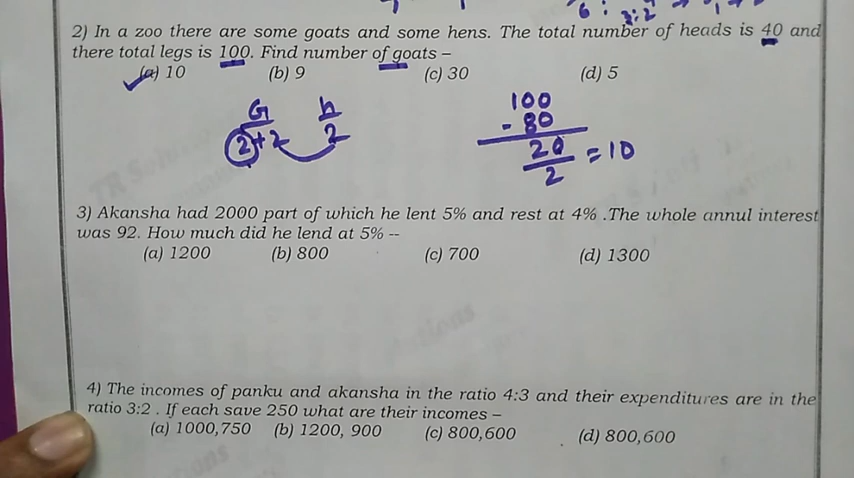 6 : 3:2
2) In a zoo there are some goats and some hens. The total number of heads is 40 and
there total legs is 100. Find number of goats –
(a) 10 (b) 9 (c) 30 (d) 5
G h 100
2+2 2 - 80
20
2 = 10
3) Akansha had 2000 part of which he lent 5% and rest at 4% .The whole annul interest
was 92. How much did he lend at 5% --
(a) 1200 (b) 800 (c) 700 (d) 1300
4) The incomes of panku and akansha in the ratio 4:3 and their expenditures are in the
ratio 3:2 . If each save 250 what are their incomes –
(a) 1000,750 (b) 1200, 900 (c) 800,600 (d) 800,600